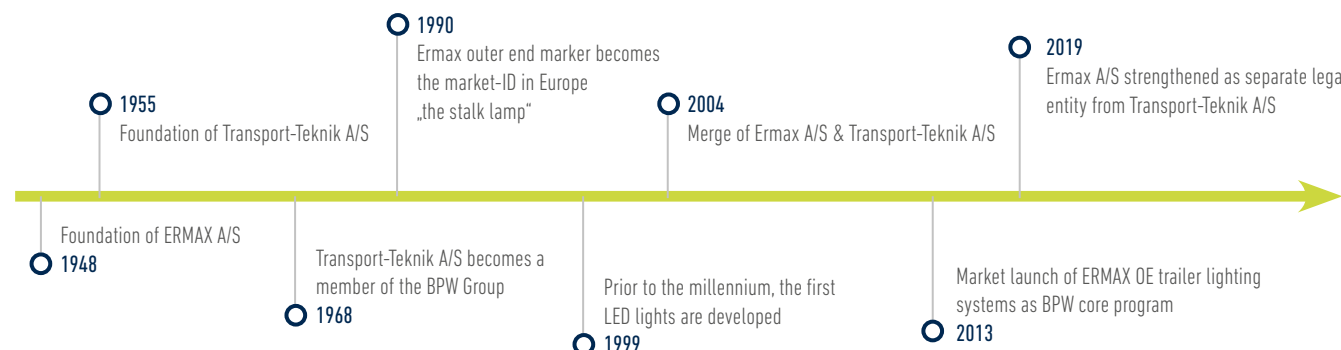 1948
Foundation of ERMAX A/S
1955
Foundation of Transport-Teknik A/S
1968
Transport-Teknik A/S becomes a
member of the BPW Group
1990
Ermax outer end marker becomes
the market-ID in Europe
„the stalk lamp“
1999
Prior to the millennium, the first
LED lights are developed
2004
Merge of Ermax A/S & Transport-Teknik A/S
2013
Market launch of ERMAX OE trailer lighting
systems as BPW core program
2019
Ermax A/S strengthened as separate lega
entity from Transport-Teknik A/S